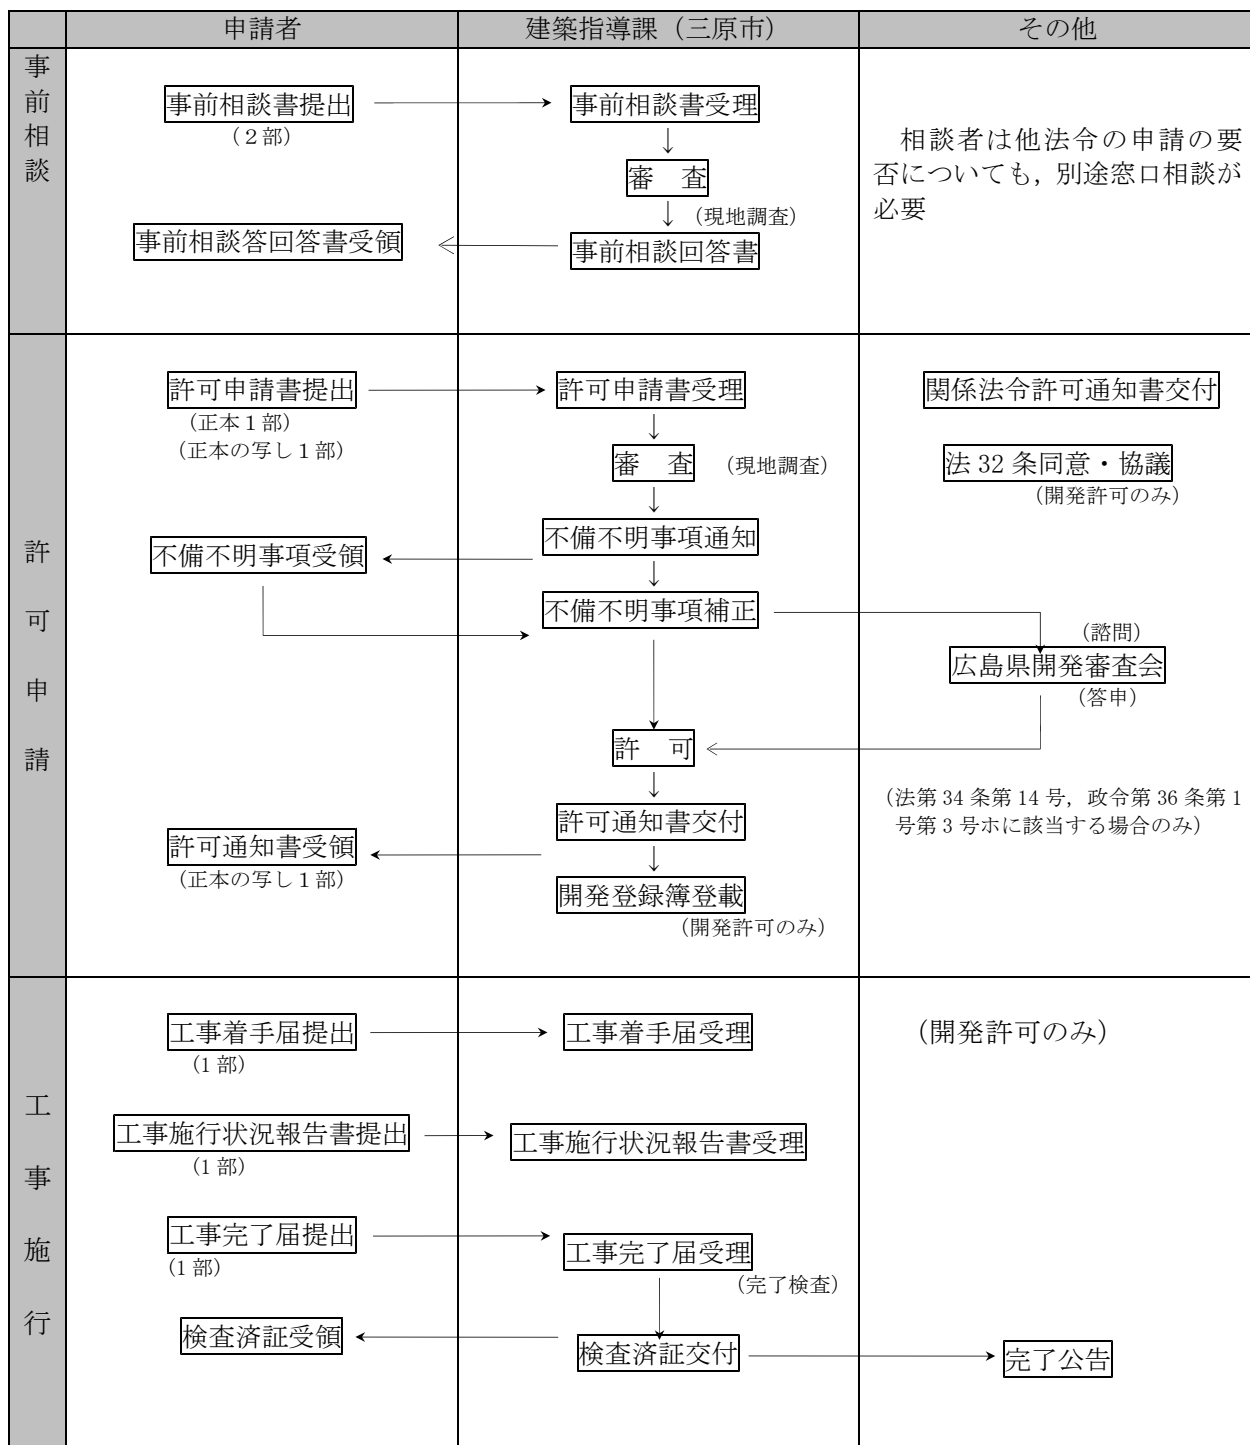 申請者
建築指導課（三原市）
その他
事前相談
事前相談書提出
（２部）
事前相談書受理
審　査
（現地調査）
事前相談答回答書受領
事前相談回答書
相談者は他法令の申請の要
否についても，別途窓口相談が
必要
許可申請
許可申請書提出
（正本１部）
（正本の写し１部）
許可申請書受理
関係法令許可通知書交付
審　査
（現地調査）
法 32 条同意・協議
（開発許可のみ）
不備不明事項受領
不備不明事項通知
不備不明事項補正
（諮問）
広島県開発審査会
（答申）
許　可
（法第 34 条第 14 号，政令第 36 条第 1
号第 3 号ホに該当する場合のみ）
許可通知書交付
許可通知書受領
（正本の写し１部）
開発登録簿登載
（開発許可のみ）
工事施行
工事着手届提出
（1 部）
工事着手届受理
（開発許可のみ）
工事施行状況報告書提出
（1 部）
工事施行状況報告書受理
工事完了届提出
（1 部）
工事完了届受理
（完了検査）
検査済証受領
検査済証交付
完了公告